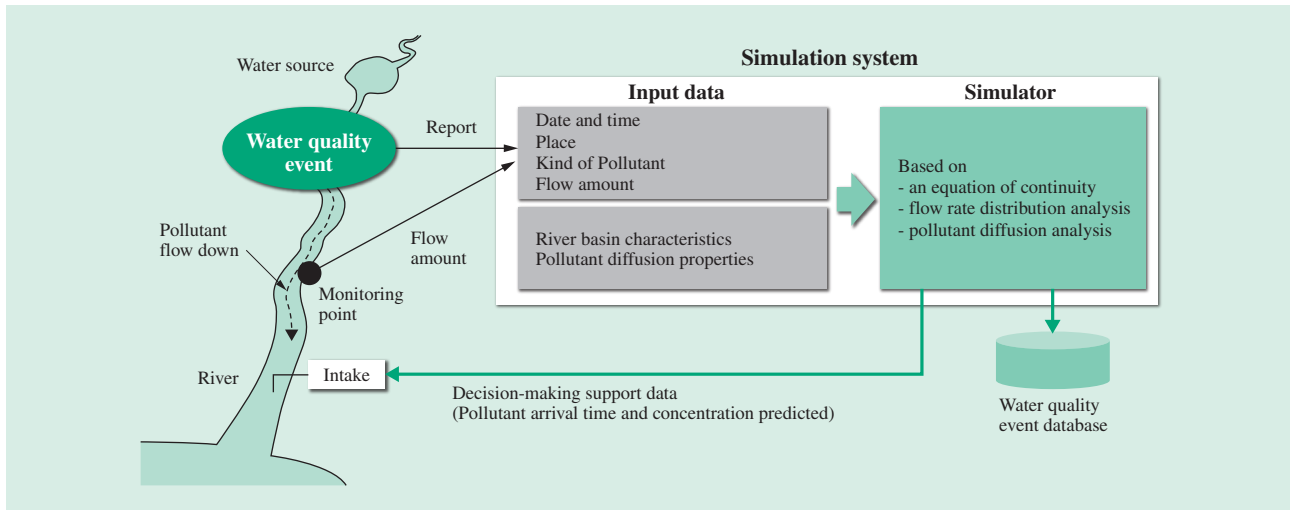 Simulation system
Water source
Input data
Simulator
Water quality
event
Report
Date and time
Place
Kind of Pollutant
Flow amount
Based on
- an equation of continuity
- flow rate distribution analysis
- pollutant diffusion analysis
Pollutant
flow down
Flow
amount
River basin characteristics
Pollutant diffusion properties
Monitoring
point
River
Intake
Decision-making support data
(Pollutant arrival time and concentration predicted)
Water quality
event database